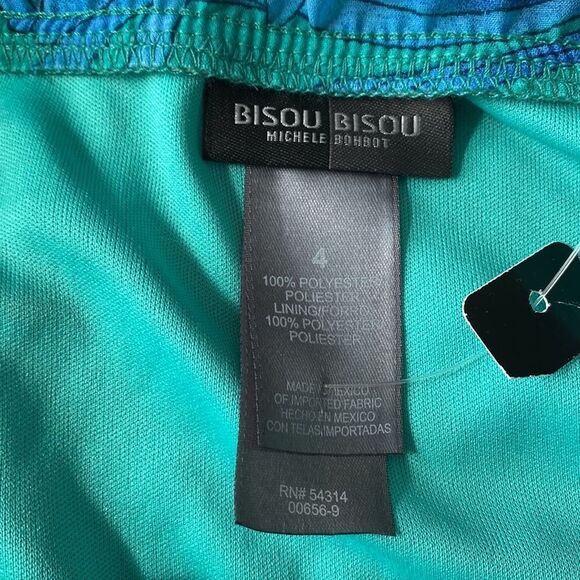 BISOU BISOU
MICHELE BOHBOT
4
100% POLYESTER
POLIESTER
LINING/FORRO
100% POLYESTER
POLIESTER
MADE IN MEXICO
OF IMPORTED FABRIC
HECHO EN MEXICO
CON TELAS IMPORTADAS
RN# 54314
00656-9